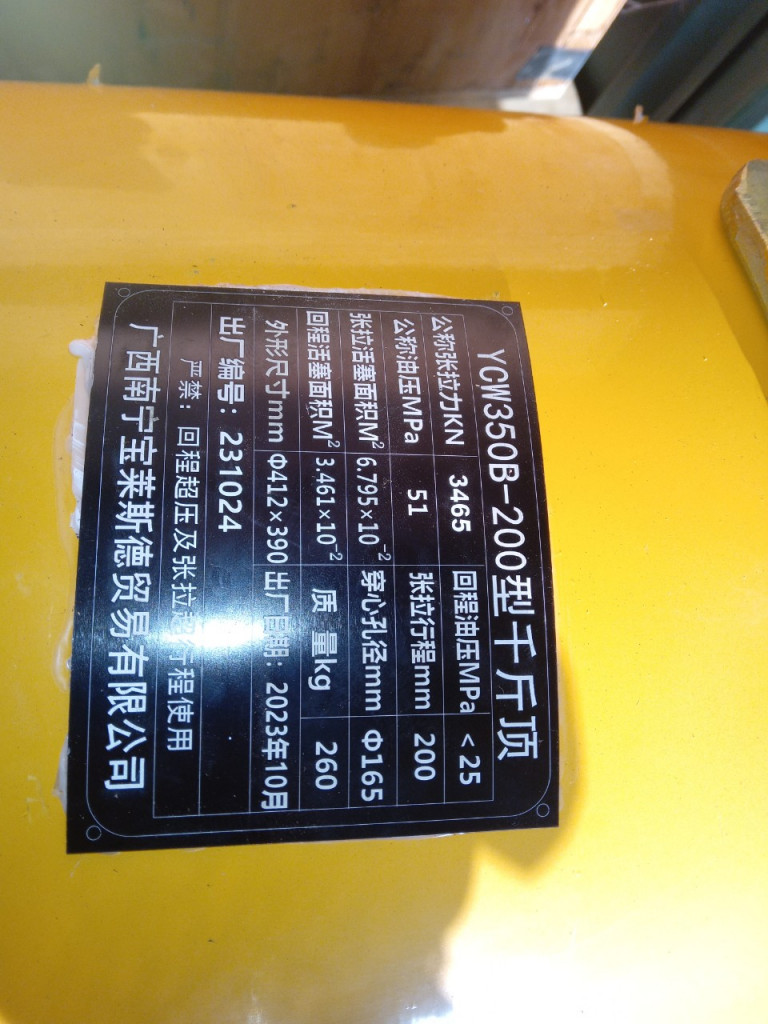 YCW350B-200型千斤顶
公称张拉力KN 3465 回程油压MPa <25
公称油压MPa 51 张拉行程mm 200
张拉活塞面积M² 6.795×10⁻² 穿心孔径mm Φ165
回程活塞面积M² 3.461×10⁻² 质 量kg 260
外形尺寸mm Φ412×390 出厂日期：2023年10月
出厂编号：231024
严禁：回程超压及张拉超行程使用
广西南宁宝莱斯德贸易有限公司